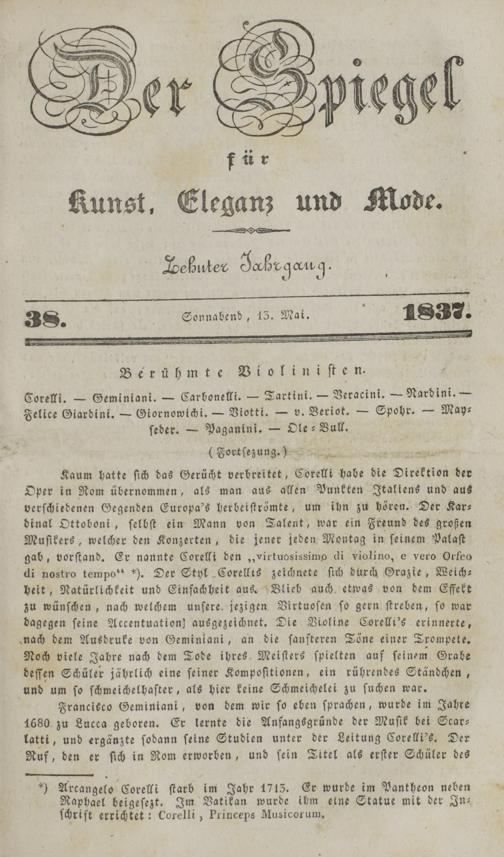 Der Spiegel
für
Kunst, Eleganz und Mode.
Zehnter Jahrgang.
38. Sonnabend, 13. Mai. 1837.
Berühmte Violinisten.
Corelli. — Geminiani. — Carbonelli. — Tartini. — Veracini. — Nardini. —
Felice Giardini. — Giornowichi. — Viotti. — v. Beriot. — Spohr. — May-
seder. — Paganini. — Ole-Bull.
(Fortsezung.)
Kaum hatte sich das Gerücht verbreitet, Corelli habe die Direktion der
Oper in Rom übernommen, als man aus allen Punkten Italiens und aus
verschiedenen Gegenden Europa's herbeiströmte, um ihn zu hören. Der Kar-
dinal Ottoboni, selbst ein Mann von Talent, war ein Freund des großen
Musikers, welcher den Konzerten, die jener jeden Montag in seinem Palast
gab, vorstand. Er nannte Corelli den „virtuosissimo di violino, e vero Orfeo
di nostro tempo“ *). Der Styl Corellis zeichnete sich durch Grazie, Weich-
heit, Natürlichkeit und Einfachheit aus. Blieb auch etwas von dem Effekt
zu wünschen, nach welchem unsere jezigen Virtuosen so gern streben, so war
dagegen seine Accentuation ausgezeichnet. Die Violine Corelli's erinnerte,
nach dem Ausdruke von Geminiani, an die sanfteren Töne einer Trompete.
Noch viele Jahre nach dem Tode ihres Meisters spielten auf seinem Grabe
dessen Schüler jährlich eine seiner Kompositionen, ein rührendes Ständchen,
und um so schmeichelhafter, als hier keine Schmeichelei zu suchen war.
Francisco Geminiani, von dem wir so eben sprachen, wurde im Jahre
1680 zu Lucca geboren. Er lernte die Anfangsgründe der Musik bei Scar-
latti, und ergänzte sodann seine Studien unter der Leitung Corelli's. Der
Ruf, den er sich in Rom erworben, und sein Titel als erster Schüler des
*) Arcangelo Corelli starb im Jahr 1713. Er wurde im Pantheon neben
Raphael beigesezt. Im Vatikan wurde ihm eine Statue mit der In-
schrift errichtet: Corelli, Princeps Musicorum.